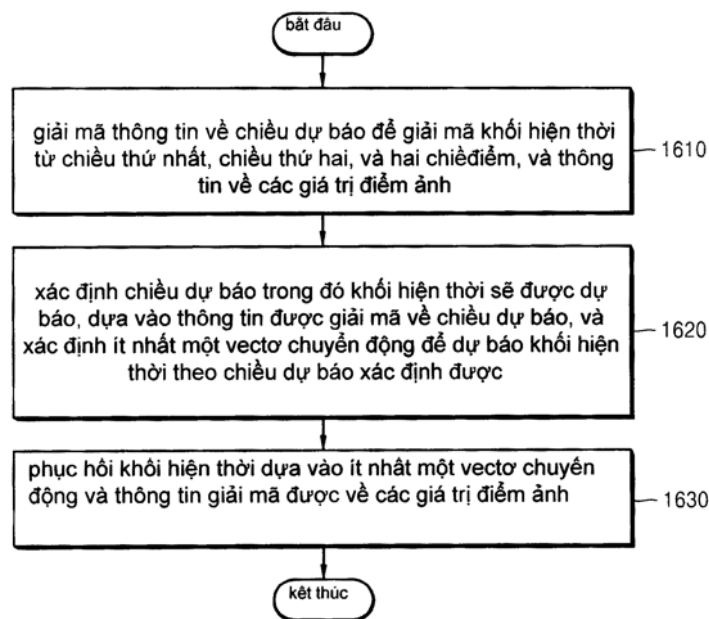 bắt đầu
giải mã thông tin về chiều dự báo để giải mã khối hiện thời
từ chiều thứ nhất, chiều thứ hai, và hai chiềđiểm, và thông
tin về các giá trị điểm ảnh
1610
xác định chiều dự báo trong đó khối hiện thời sẽ được dự
báo, dựa vào thông tin được giải mã về chiều dự báo, và
xác định ít nhất một vectơ chuyển động để dự báo khối hiện
thời theo chiều dự báo xác định được
1620
phục hồi khối hiện thời dựa vào ít nhất một vectơ chuyển
động và thông tin giải mã được về các giá trị điểm ảnh
1630
kết thúc